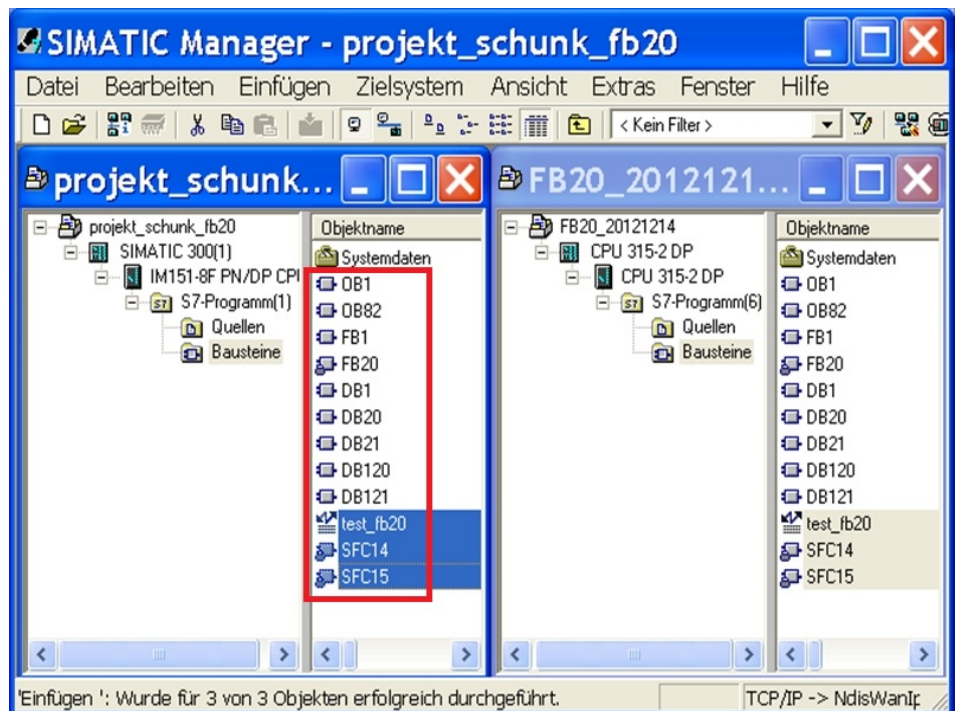 SIMATIC Manager - projekt_schunk_fb20
Datei Bearbeiten Einfügen Zielsystem Ansicht Extras Fenster Hilfe
< Kein Filter >
projekt_schunk...
projekt_schunk_fb20
SIMATIC 300(1)
IM151-8F PN/DP CPU
S7-Programm(1)
Quellen
Bausteine
Objektname
Systemdaten
OB1
OB82
FB1
FB20
DB1
DB20
DB21
DB120
DB121
test_fb20
SFC14
SFC15
FB20_2012121...
FB20_20121214
CPU 315-2 DP
CPU 315-2 DP
S7-Programm(6)
Quellen
Bausteine
Objektname
Systemdaten
OB1
OB82
FB1
FB20
DB1
DB20
DB21
DB120
DB121
test_fb20
SFC14
SFC15
'Einfügen ': Wurde für 3 von 3 Objekten erfolgreich durchgeführt.
TCP/IP -> NdisWanIp